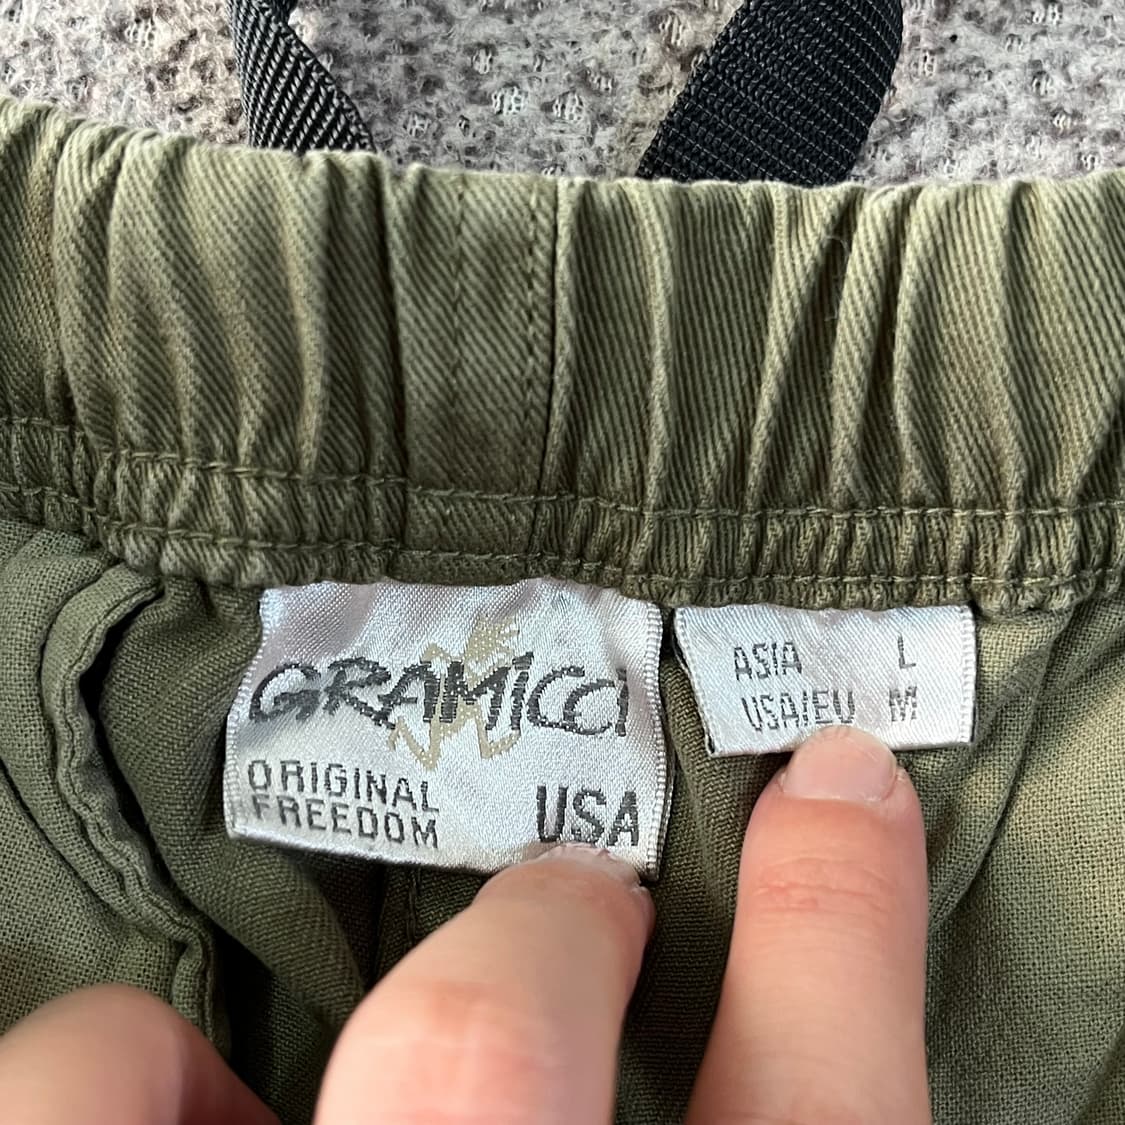 GRAMICCI
ORIGINAL
FREEDOM
USA
ASIA L
USA/EU M